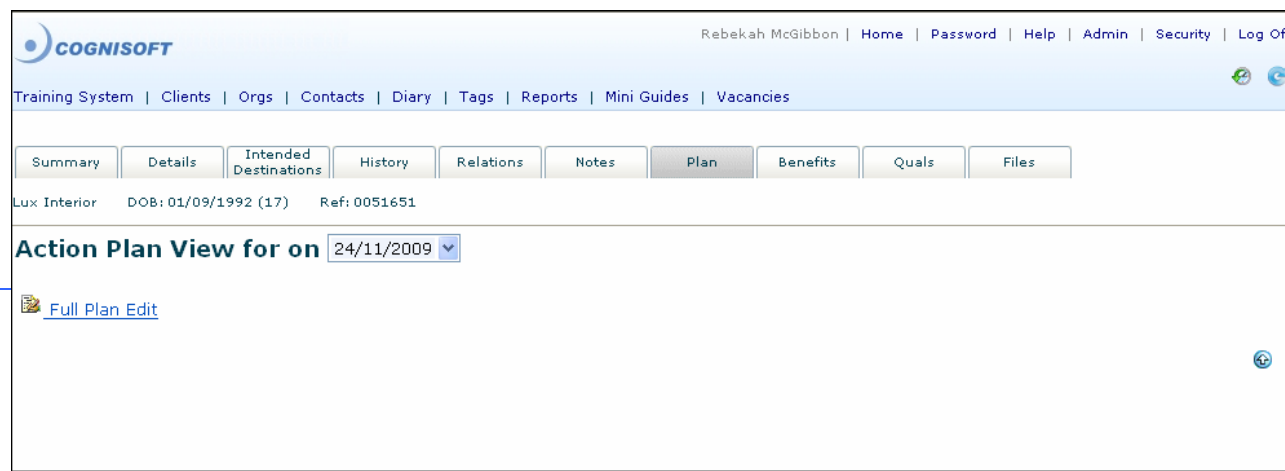 COGNISOFT
Rebekah McGibbon | Home | Password | Help | Admin | Security | Log Of
Training System | Clients | Orgs | Contacts | Diary | Tags | Reports | Mini Guides | Vacancies
Summary Details Intended Destinations History Relations Notes Plan Benefits Quals Files
Lux Interior DOB: 01/09/1992 (17) Ref: 0051651
Action Plan View for on 24/11/2009
Full Plan Edit